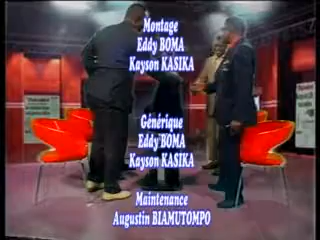 Montage
Eddy BOMA
Kayson KASIKA
Générique
Eddy BOMA
Kayson KASIKA
Maintenance
Augustin BIAMUTOMPO